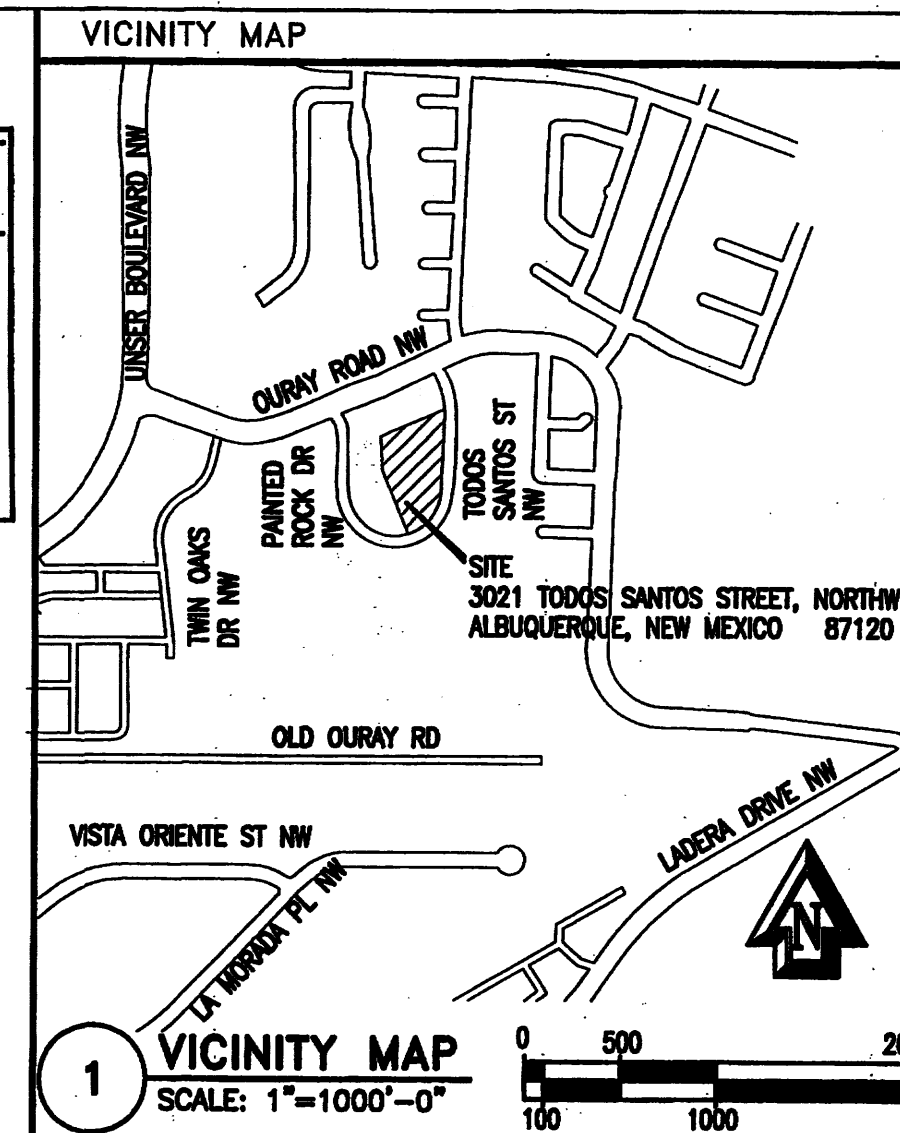 VICINITY MAP
UNSER BOULEVARD NW
OURAY ROAD NW
PAINTED
ROCK DR
NW
TODOS
SANTOS ST
NW
TWIN OAKS
DR NW
SITE
3021 TODOS SANTOS STREET, NORTHW
ALBUQUERQUE, NEW MEXICO 87120
OLD OURAY RD
VISTA ORIENTE ST NW
LA MORADA PL NW
LADERA DRIVE NW
N
1
VICINITY MAP
SCALE: 1"=1000'-0"
0 500 20
100 1000